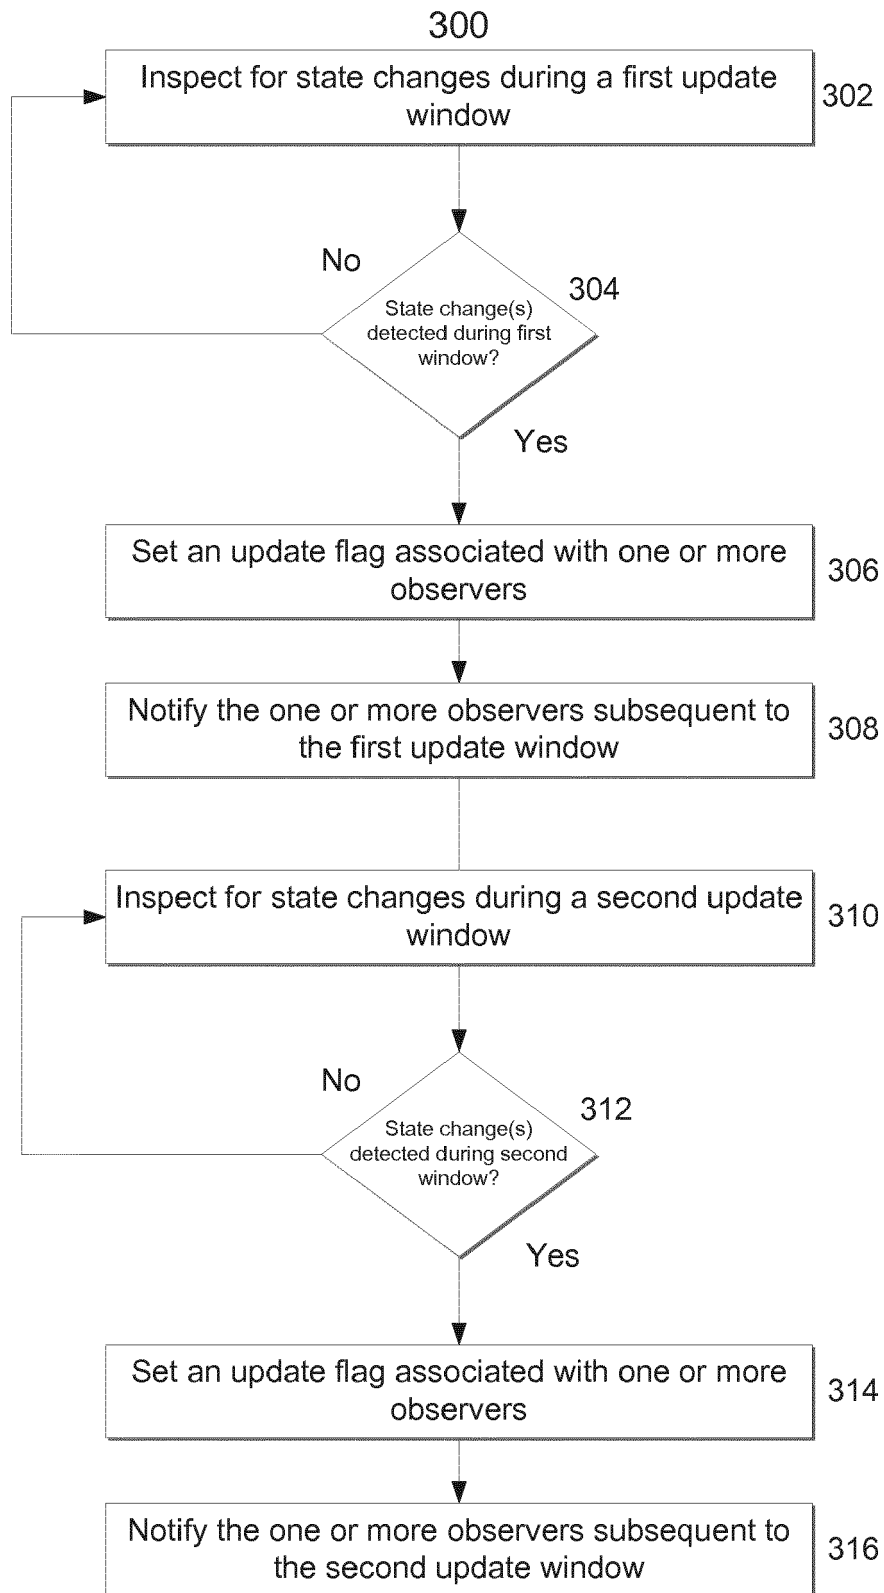 300
Inspect for state changes during a first update
window
302
No
304
State change(s)
detected during first
window?
Yes
Set an update flag associated with one or more
observers
306
Notify the one or more observers subsequent to
the first update window
308
Inspect for state changes during a second update
window
310
No
312
State change(s)
detected during second
window?
Yes
Set an update flag associated with one or more
observers
314
Notify the one or more observers subsequent to
the second update window
316